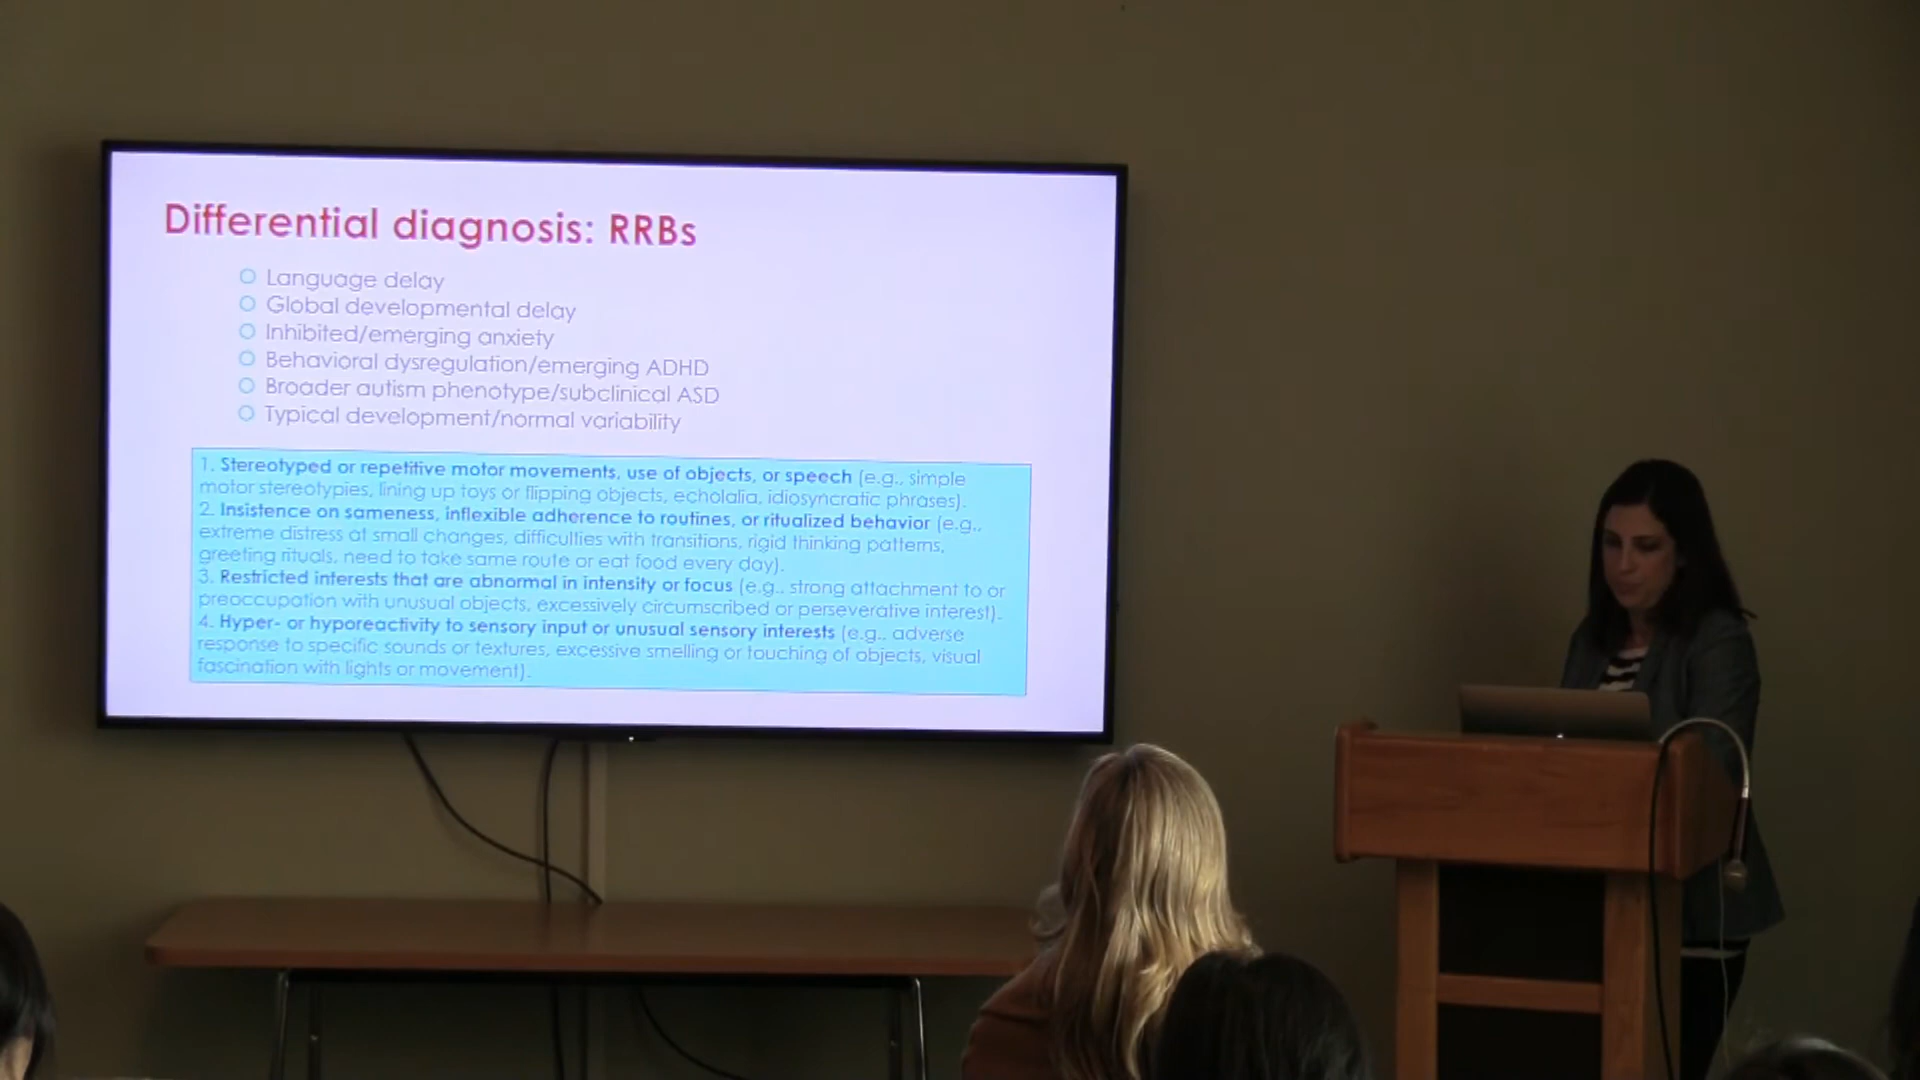 Differential diagnosis: RRBs
Language delay
Global developmental delay
Inhibited/emerging anxiety
Behavioral dysregulation/emerging ADHD
Broader autism phenotype/subclinical ASD
Typical development/normal variability
1. Stereotyped or repetitive motor movements, use of objects, or speech (e.g., simple
motor stereotypies, lining up toys or flipping objects, echolalia, idiosyncratic phrases).
2. Insistence on sameness, inflexible adherence to routines, or ritualized behavior (e.g.,
extreme distress at small changes, difficulties with transitions, rigid thinking patterns,
greeting rituals, need to take same route or eat food every day).
3. Restricted interests that are abnormal in intensity or focus (e.g., strong attachment to or
preoccupation with unusual objects, excessively circumscribed or perseverative interest).
4. Hyper- or hyporeactivity to sensory input or unusual sensory interests (e.g., adverse
response to specific sounds or textures, excessive smelling or touching of objects, visual
fascination with lights or movement).